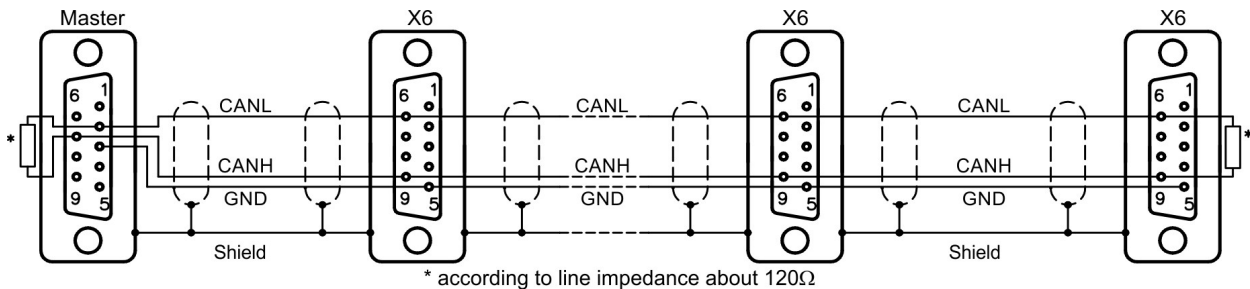 Master X6 X6 X6
6 1 6 1 6 1 6 1
CANL CANL CANL
* *
CANH CANH CANH
9 5 9 5 9 5 9 5
GND GND GND
Shield Shield
* according to line impedance about 120Ω